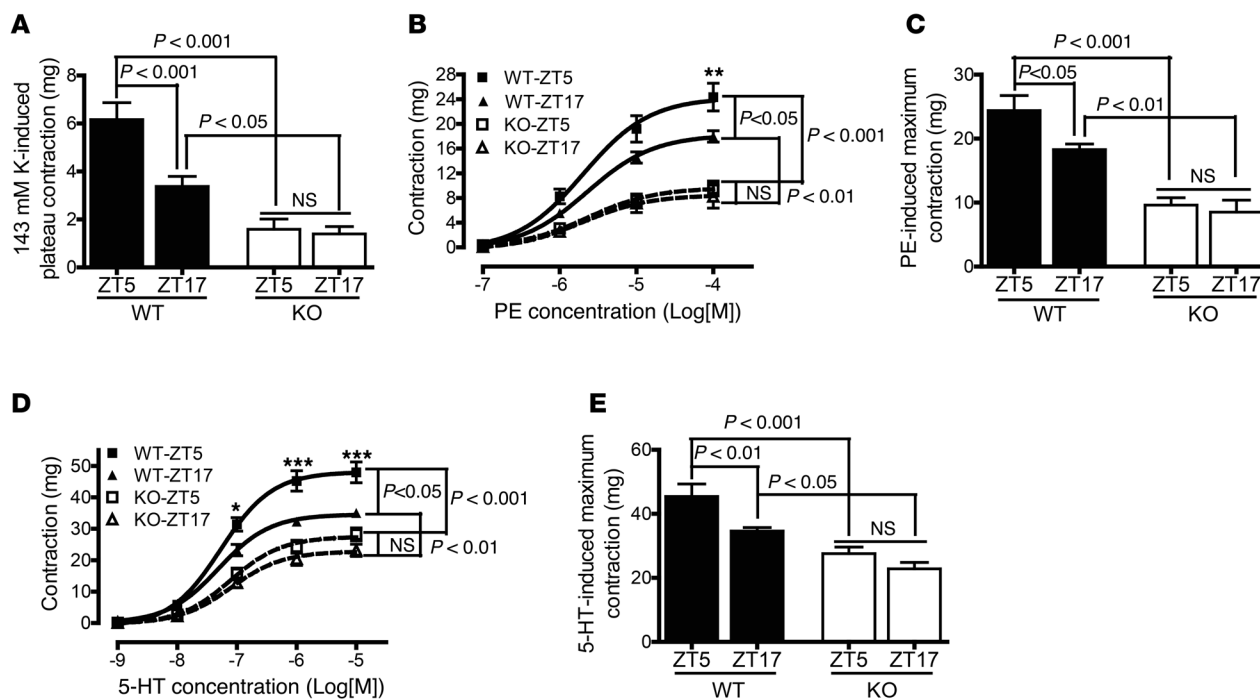 A
143 mM K-induced
plateau contraction (mg)
8
6
4
2
0
P < 0.001
P < 0.001
P < 0.05
NS
ZT5 ZT17 ZT5 ZT17
WT KO
B
Contraction (mg)
28
24
20
16
12
8
4
0
WT-ZT5
WT-ZT17
KO-ZT5
KO-ZT17
**
P<0.05
P < 0.001
NS
P < 0.01
-7 -6 -5 -4
PE concentration (Log[M])
C
PE-induced maximum
contraction (mg)
30
20
10
0
P < 0.001
P<0.05
P < 0.01
NS
ZT5 ZT17 ZT5 ZT17
WT KO
D
Contraction (mg)
50
40
30
20
10
0
WT-ZT5
WT-ZT17
KO-ZT5
KO-ZT17
*
***
***
P<0.05
P < 0.001
NS
P < 0.01
-9 -8 -7 -6 -5
5-HT concentration (Log[M])
E
5-HT-induced maximum
contraction (mg)
60
40
20
0
P < 0.001
P < 0.01
P < 0.05
NS
ZT5 ZT17 ZT5 ZT17
WT KO